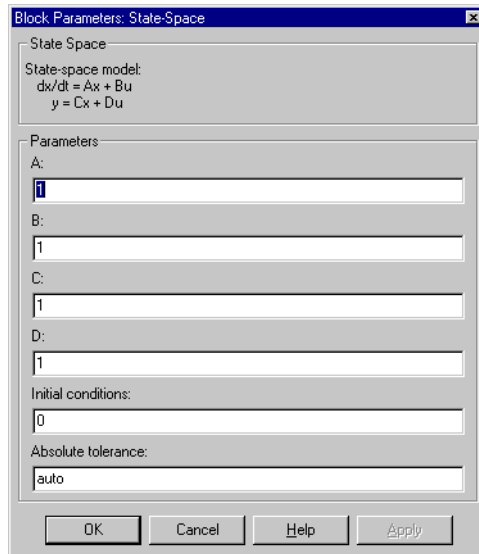 Block Parameters: State-Space
State Space
State-space model:
dx/dt = Ax + Bu
y = Cx + Du
Parameters
A:
1
B:
1
C:
1
D:
1
Initial conditions:
0
Absolute tolerance:
auto
OK Cancel Help Apply